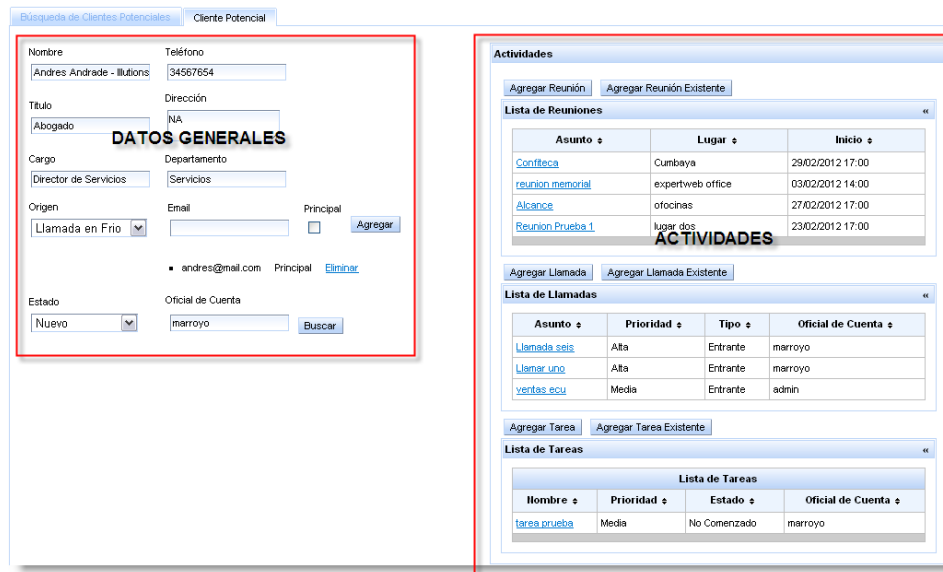 Búsqueda de Clientes Potenciales Cliente Potencial
Nombre Teléfono
Andres Andrade - Illutions 34567654
Título Dirección
Abogado NA
DATOS GENERALES
Cargo Departamento
Director de Servicios Servicios
Origen Email Principal
Llamada en Frio Agregar
andres@mail.com Principal Eliminar
Estado Oficial de Cuenta
Nuevo marroyo Buscar
Actividades
Agregar Reunión Agregar Reunión Existente
Lista de Reuniones «
Asunto Lugar Inicio
Confiteca Cumbaya 29/02/2012 17:00
reunion memorial expertweb office 03/02/2012 14:00
Alcance ofocinas 27/02/2012 17:00
Reunion Prueba 1 lugar dos 23/02/2012 17:00
ACTIVIDADES
Agregar Llamada Agregar Llamada Existente
Lista de Llamadas «
Asunto Prioridad Tipo Oficial de Cuenta
Llamada seis Alta Entrante marroyo
Llamar uno Alta Entrante marroyo
ventas ecu Media Entrante admin
Agregar Tarea Agregar Tarea Existente
Lista de Tareas «
Lista de Tareas
Nombre Prioridad Estado Oficial de Cuenta
tarea prueba Media No Comenzado marroyo